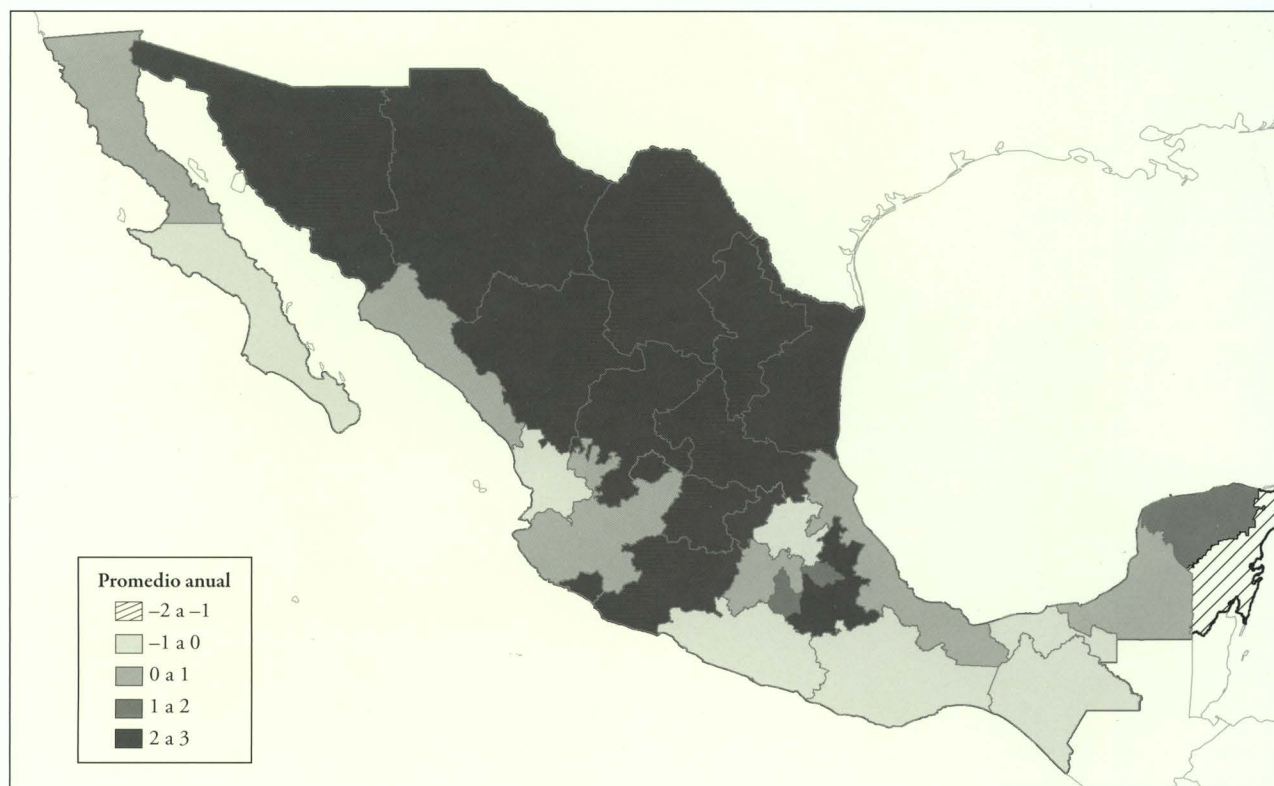 Promedio anual
–2 a –1
–1 a 0
0 a 1
1 a 2
2 a 3